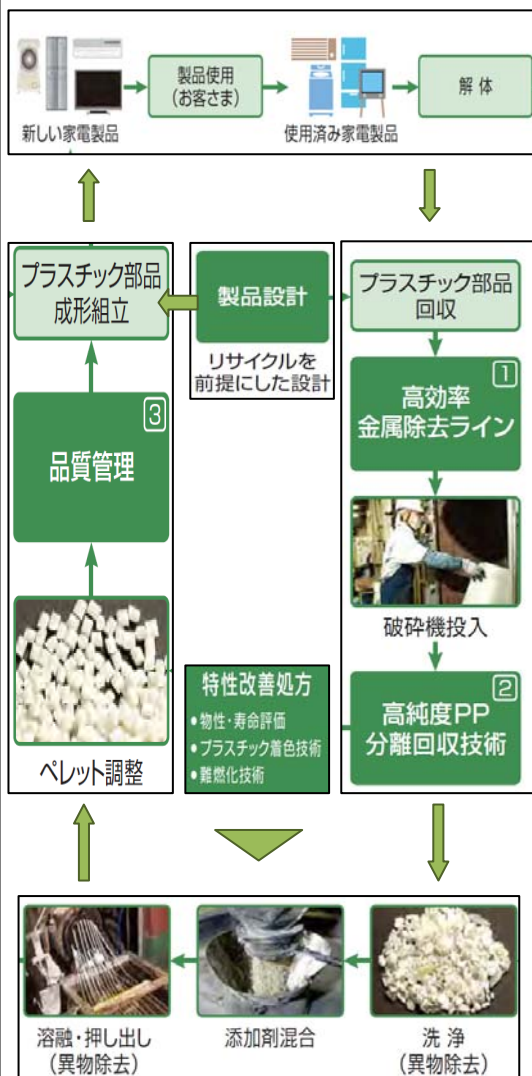 新しい家電製品
製品使用
(お客さま)
使用済み家電製品
解体
プラスチック部品
成形組立
製品設計
リサイクルを
前提にした設計
プラスチック部品
回収
1
高効率
金属除去ライン
破砕機投入
2
高純度PP
分離回収技術
3
品質管理
ペレット調整
特性改善処方
●物性・寿命評価
●プラスチック着色技術
●難燃化技術
溶融・押し出し
(異物除去)
添加剤混合
洗浄
(異物除去)